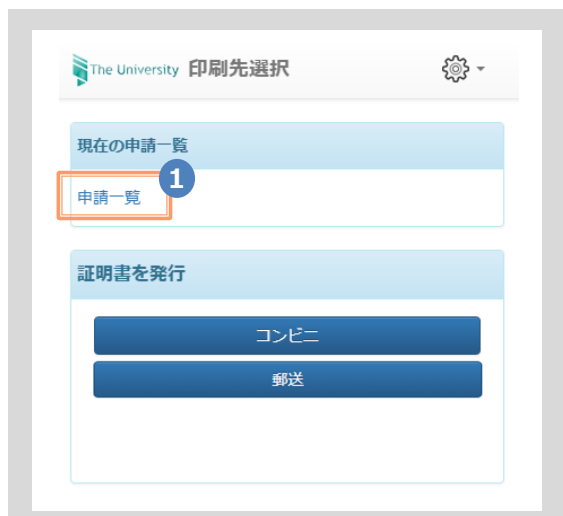 The University 印刷先選択
現在の申請一覧
1
申請一覧
証明書を発行
コンビニ
郵送